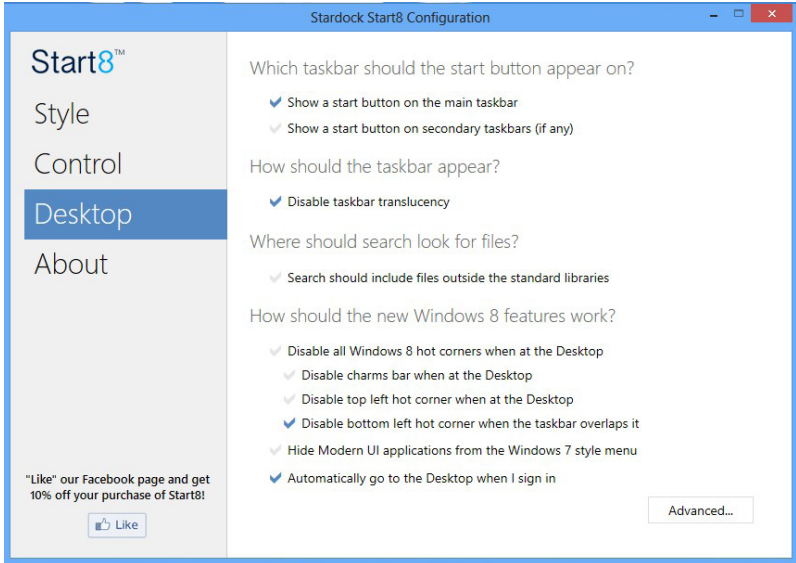 Stardock Start8 Configuration
Start8™
Style
Control
Desktop
About
"Like" our Facebook page and get
10% off your purchase of Start8!
Like
Which taskbar should the start button appear on?
Show a start button on the main taskbar
Show a start button on secondary taskbars (if any)
How should the taskbar appear?
Disable taskbar translucency
Where should search look for files?
Search should include files outside the standard libraries
How should the new Windows 8 features work?
Disable all Windows 8 hot corners when at the Desktop
Disable charms bar when at the Desktop
Disable top left hot corner when at the Desktop
Disable bottom left hot corner when the taskbar overlaps it
Hide Modern UI applications from the Windows 7 style menu
Automatically go to the Desktop when I sign in
Advanced...